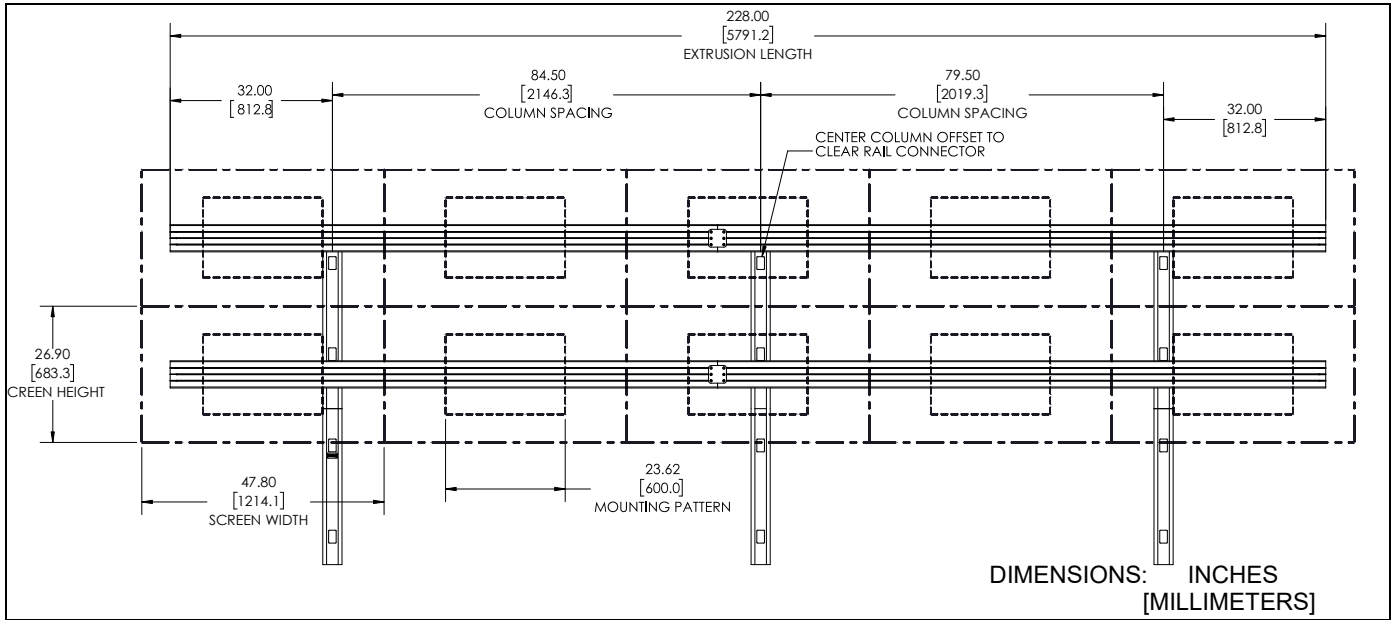 228.00
[5791.2]
EXTRUSION LENGTH
32.00
[812.8]
84.50
[2146.3]
COLUMN SPACING
79.50
[2019.3]
COLUMN SPACING
32.00
[812.8]
CENTER COLUMN OFFSET TO
CLEAR RAIL CONNECTOR
26.90
[683.3]
CREEN HEIGHT
47.80
[1214.1]
SCREEN WIDTH
23.62
[600.0]
MOUNTING PATTERN
DIMENSIONS: INCHES
[MILLIMETERS]